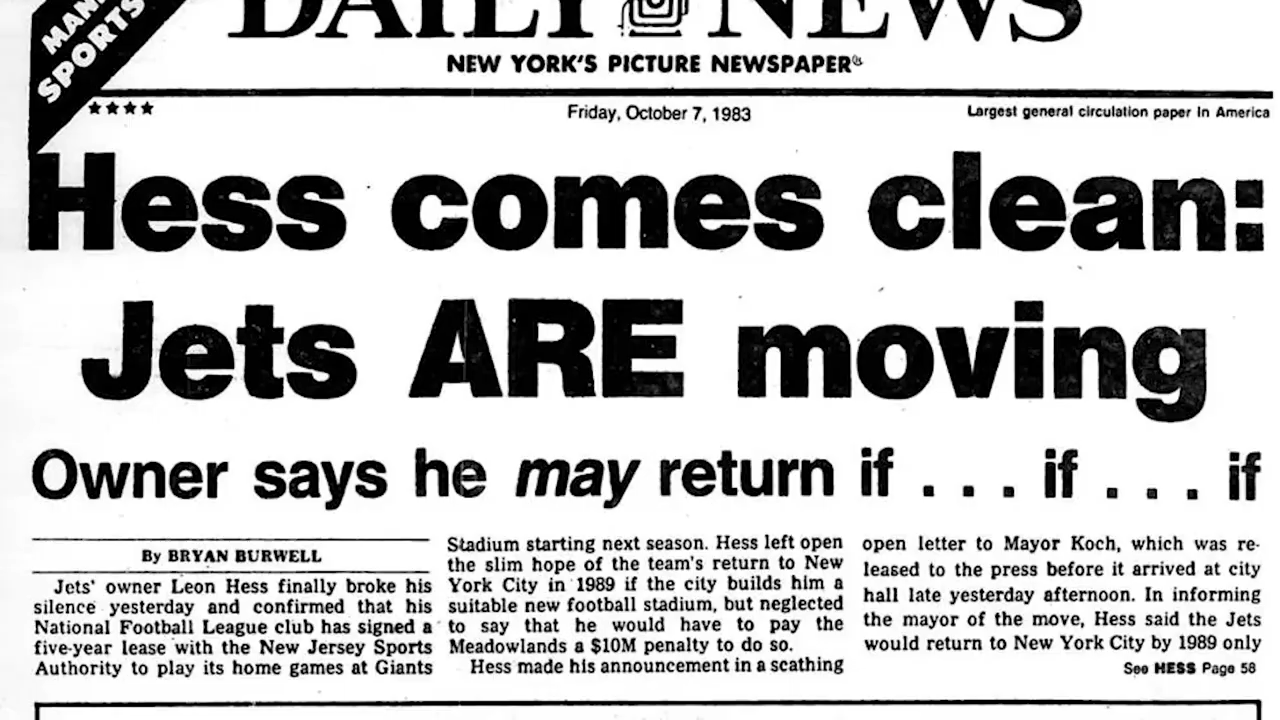 DAILY NEWS
MAN
SPORTS
NEW YORK'S PICTURE NEWSPAPER®
★★★★
Friday, October 7, 1983
Largest general circulation paper in America
Hess comes clean:
Jets ARE moving
Owner says he may return if . . . if . . . if
By BRYAN BURWELL
Jets' owner Leon Hess finally broke his
silence yesterday and confirmed that his
National Football League club has signed a
five-year lease with the New Jersey Sports
Authority to play its home games at Giants
Stadium starting next season. Hess left open
the slim hope of the team's return to New
York City in 1989 if the city builds him a
suitable new football stadium, but neglected
to say that he would have to pay the
Meadowlands a $10M penalty to do so.
Hess made his announcement in a scathing
open letter to Mayor Koch, which was re-
leased to the press before it arrived at city
hall late yesterday afternoon. In informing
the mayor of the move, Hess said the Jets
would return to New York City by 1989 only
See HESS Page 58